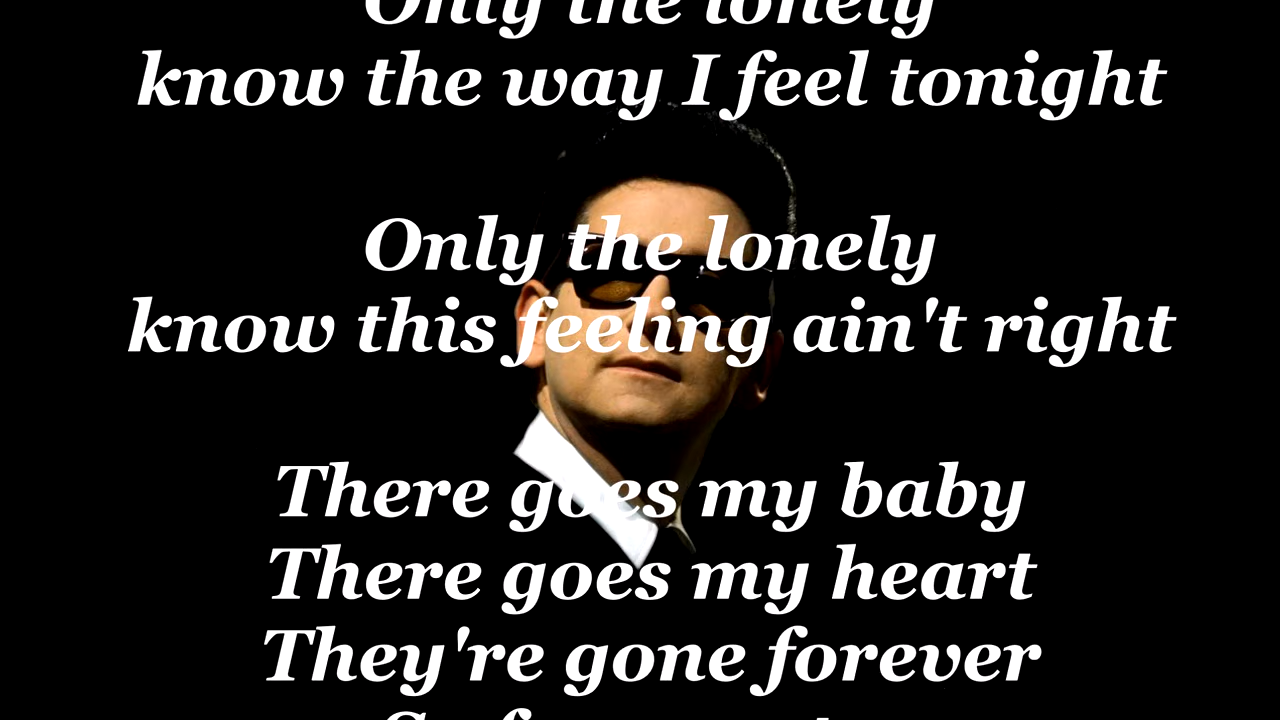 Only the lonely
know the way I feel tonight
Only the lonely
know this feeling ain't right
There goes my baby
There goes my heart
They're gone forever